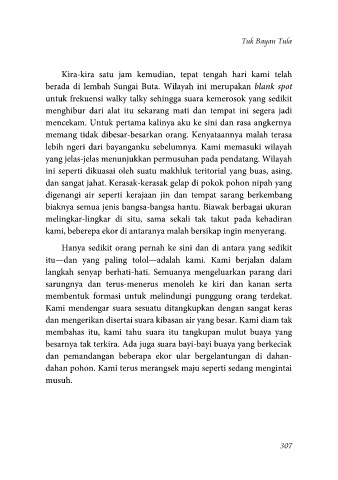 Tuk Bayan Tula
Kira-kira satu jam kemudian, tepat tengah hari kami telah
berada di lembah Sungai Buta. Wilayah ini merupakan blank spot
untuk frekuensi walky talky sehingga suara kemerosok yang sedikit
menghibur dari alat itu sekarang mati dan tempat ini segera jadi
mencekam. Untuk pertama kalinya aku ke sini dan rasa angkernya
memang tidak dibesar-besarkan orang. Kenyataannya malah terasa
lebih ngeri dari bayanganku sebelumnya. Kami memasuki wilayah
yang jelas-jelas menunjukkan permusuhan pada pendatang. Wilayah
ini seperti dikuasai oleh suatu makhluk teritorial yang buas, asing,
dan sangat jahat. Kerasak-kerasak gelap di pokok pohon nipah yang
digenangi air seperti kerajaan jin dan tempat sarang berkembang
biaknya semua jenis bangsa-bangsa hantu. Biawak berbagai ukuran
melingkar-lingkar di situ, sama sekali tak takut pada kehadiran
kami, beberepa ekor di antaranya malah bersikap ingin menyerang.
Hanya sedikit orang pernah ke sini dan di antara yang sedikit
itu—dan yang paling tolol—adalah kami. Kami berjalan dalam
langkah senyap berhati-hati. Semuanya mengeluarkan parang dari
sarungnya dan terus-menerus menoleh ke kiri dan kanan serta
membentuk formasi untuk melindungi punggung orang terdekat.
Kami mendengar suara sesuatu ditangkupkan dengan sangat keras
dan mengerikan disertai suara kibasan air yang besar. Kami diam tak
membahas itu, kami tahu suara itu tangkupan mulut buaya yang
besarnya tak terkira. Ada juga suara bayi-bayi buaya yang berkeciak
dan pemandangan beberapa ekor ular bergelantungan di dahan-
dahan pohon. Kami terus merangsek maju seperti sedang mengintai
musuh.
307